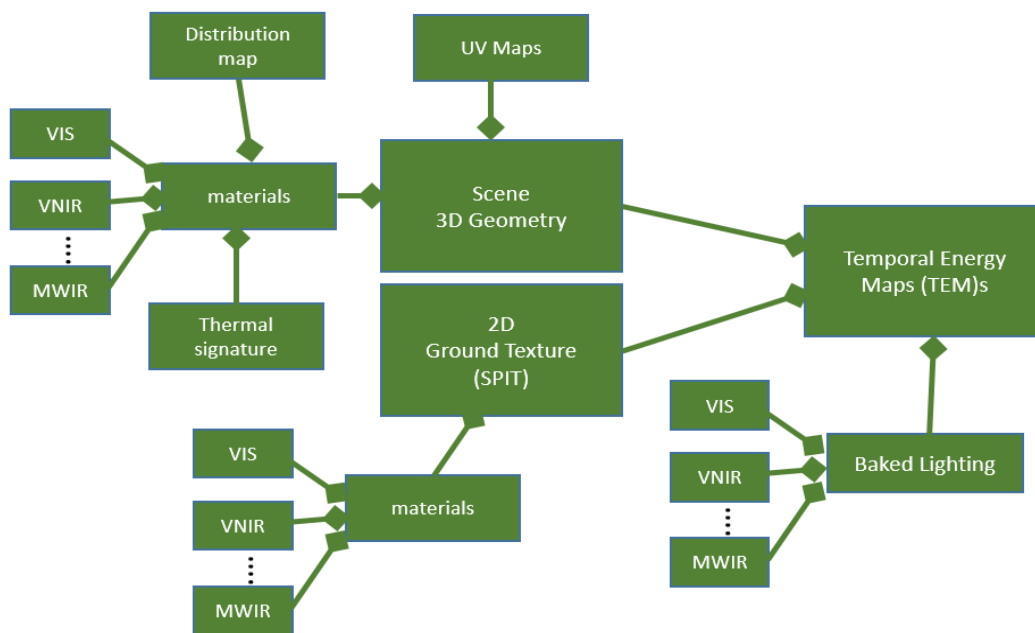 Distribution
map
UV Maps
VIS
VNIR
MWIR
materials
Thermal
signature
Scene
3D Geometry
2D
Ground Texture
(SPIT)
Temporal Energy
Maps (TEM)s
VIS
VNIR
MWIR
materials
VIS
VNIR
MWIR
Baked Lighting